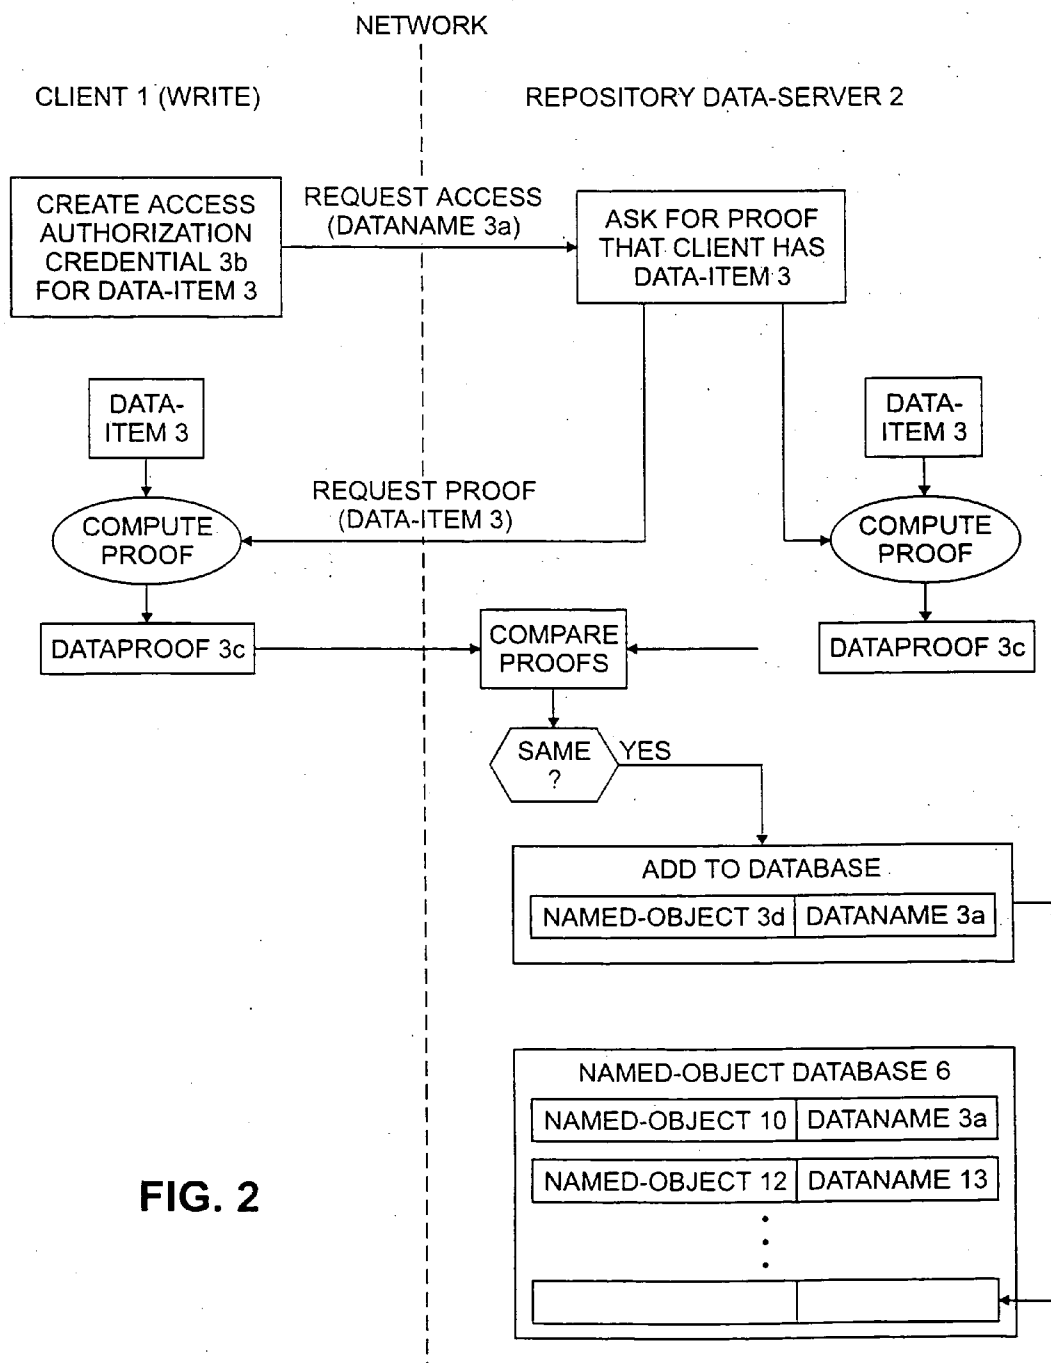 NETWORK
CLIENT 1 (WRITE)
REPOSITORY DATA-SERVER 2
CREATE ACCESS
AUTHORIZATION
CREDENTIAL 3b
FOR DATA-ITEM 3
REQUEST ACCESS
(DATANAME 3a)
ASK FOR PROOF
THAT CLIENT HAS
DATA-ITEM 3
DATA-
ITEM 3
DATA-
ITEM 3
REQUEST PROOF
(DATA-ITEM 3)
COMPUTE
PROOF
COMPUTE
PROOF
DATAPROOF 3c
COMPARE
PROOFS
DATAPROOF 3c
SAME
?
YES
ADD TO DATABASE
NAMED-OBJECT 3d
DATANAME 3a
NAMED-OBJECT DATABASE 6
NAMED-OBJECT 10
DATANAME 3a
NAMED-OBJECT 12
DATANAME 13
FIG. 2